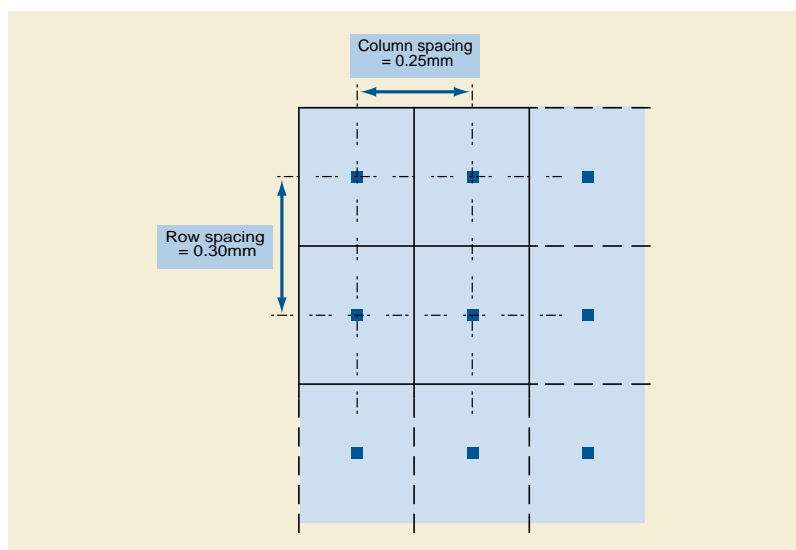 Column spacing
= 0.25mm
Row spacing
= 0.30mm